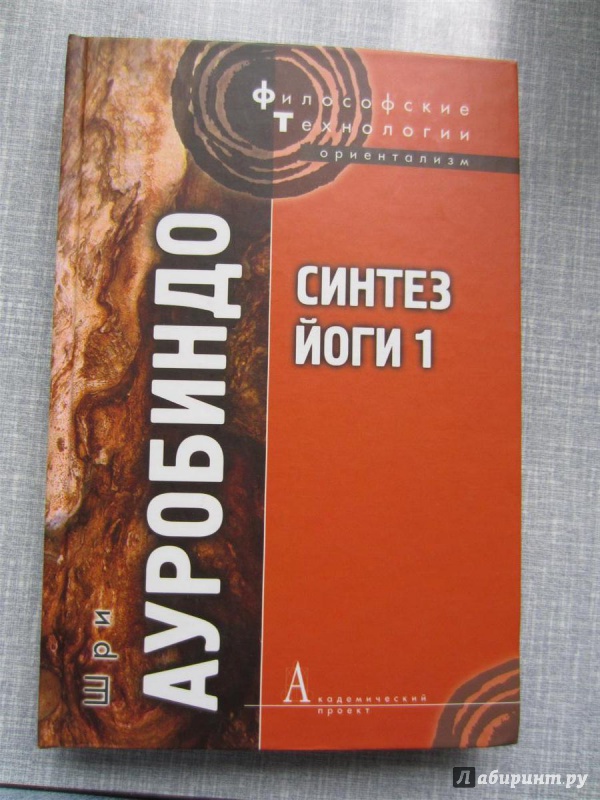 Философские
Технологии
ориентализм
Шри
АУРОБИНДО
СИНТЕЗ
ЙОГИ 1
Академический
проект
Лабиринт.ру